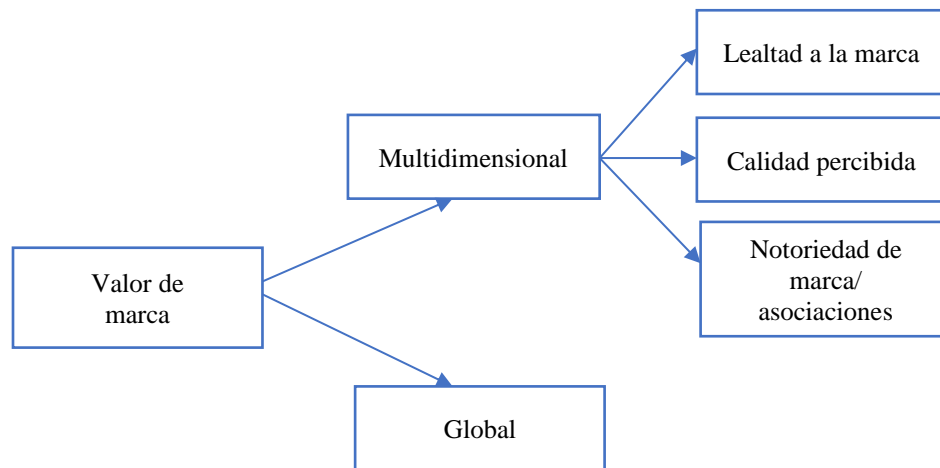 Lealtad a la marca
Multidimensional
Calidad percibida
Notoriedad de
marca/
asociaciones
Valor de
marca
Global